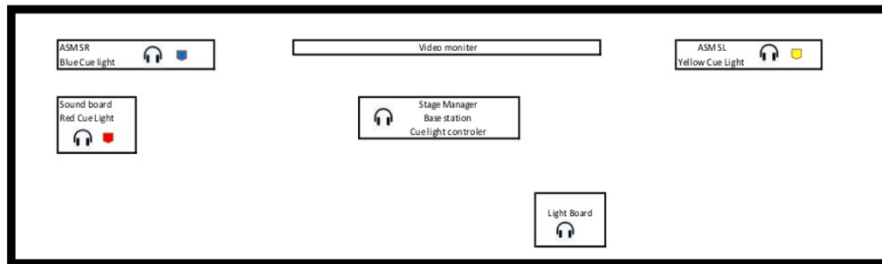 ASM SR
Blue Cue light
Video moniter
ASM SL
Yellow Cue Light
Sound board
Red Cue Light
Stage Manager
Base station
Cue light controler
Light Board